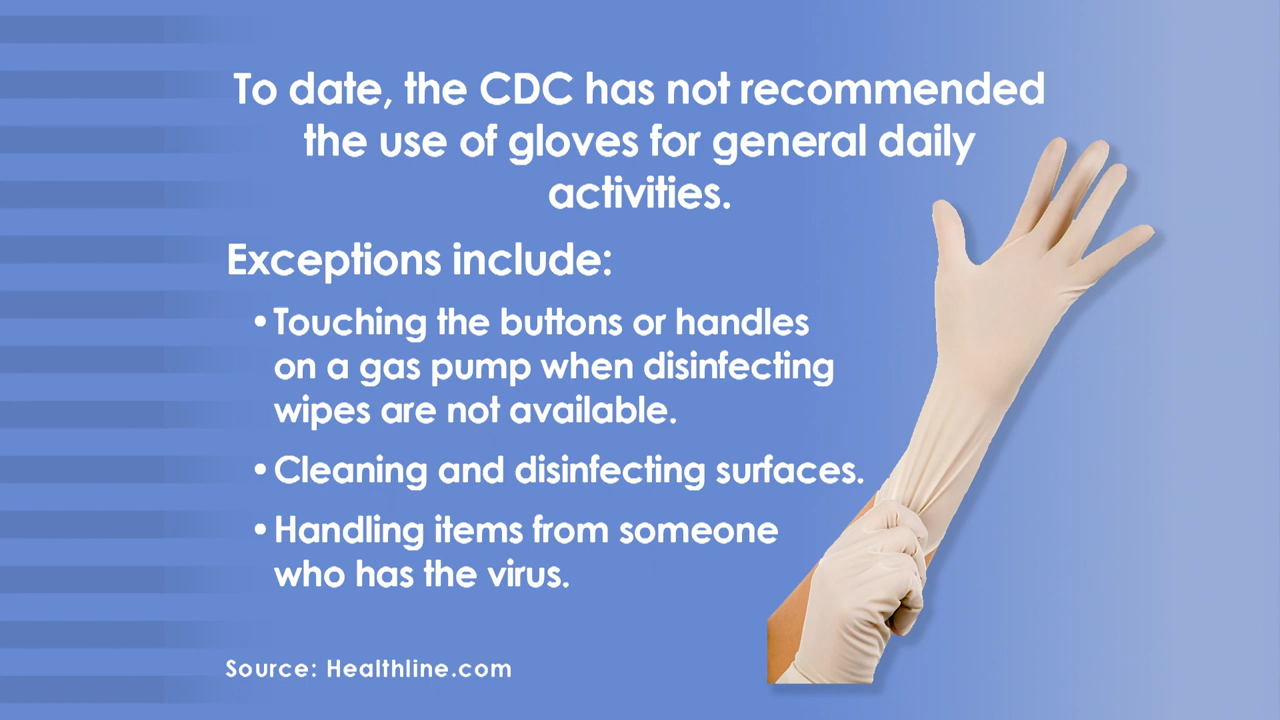 To date, the CDC has not recommended
the use of gloves for general daily
activities.
Exceptions include:
• Touching the buttons or handles
on a gas pump when disinfecting
wipes are not available.
• Cleaning and disinfecting surfaces.
• Handling items from someone
who has the virus.
Source: Healthline.com